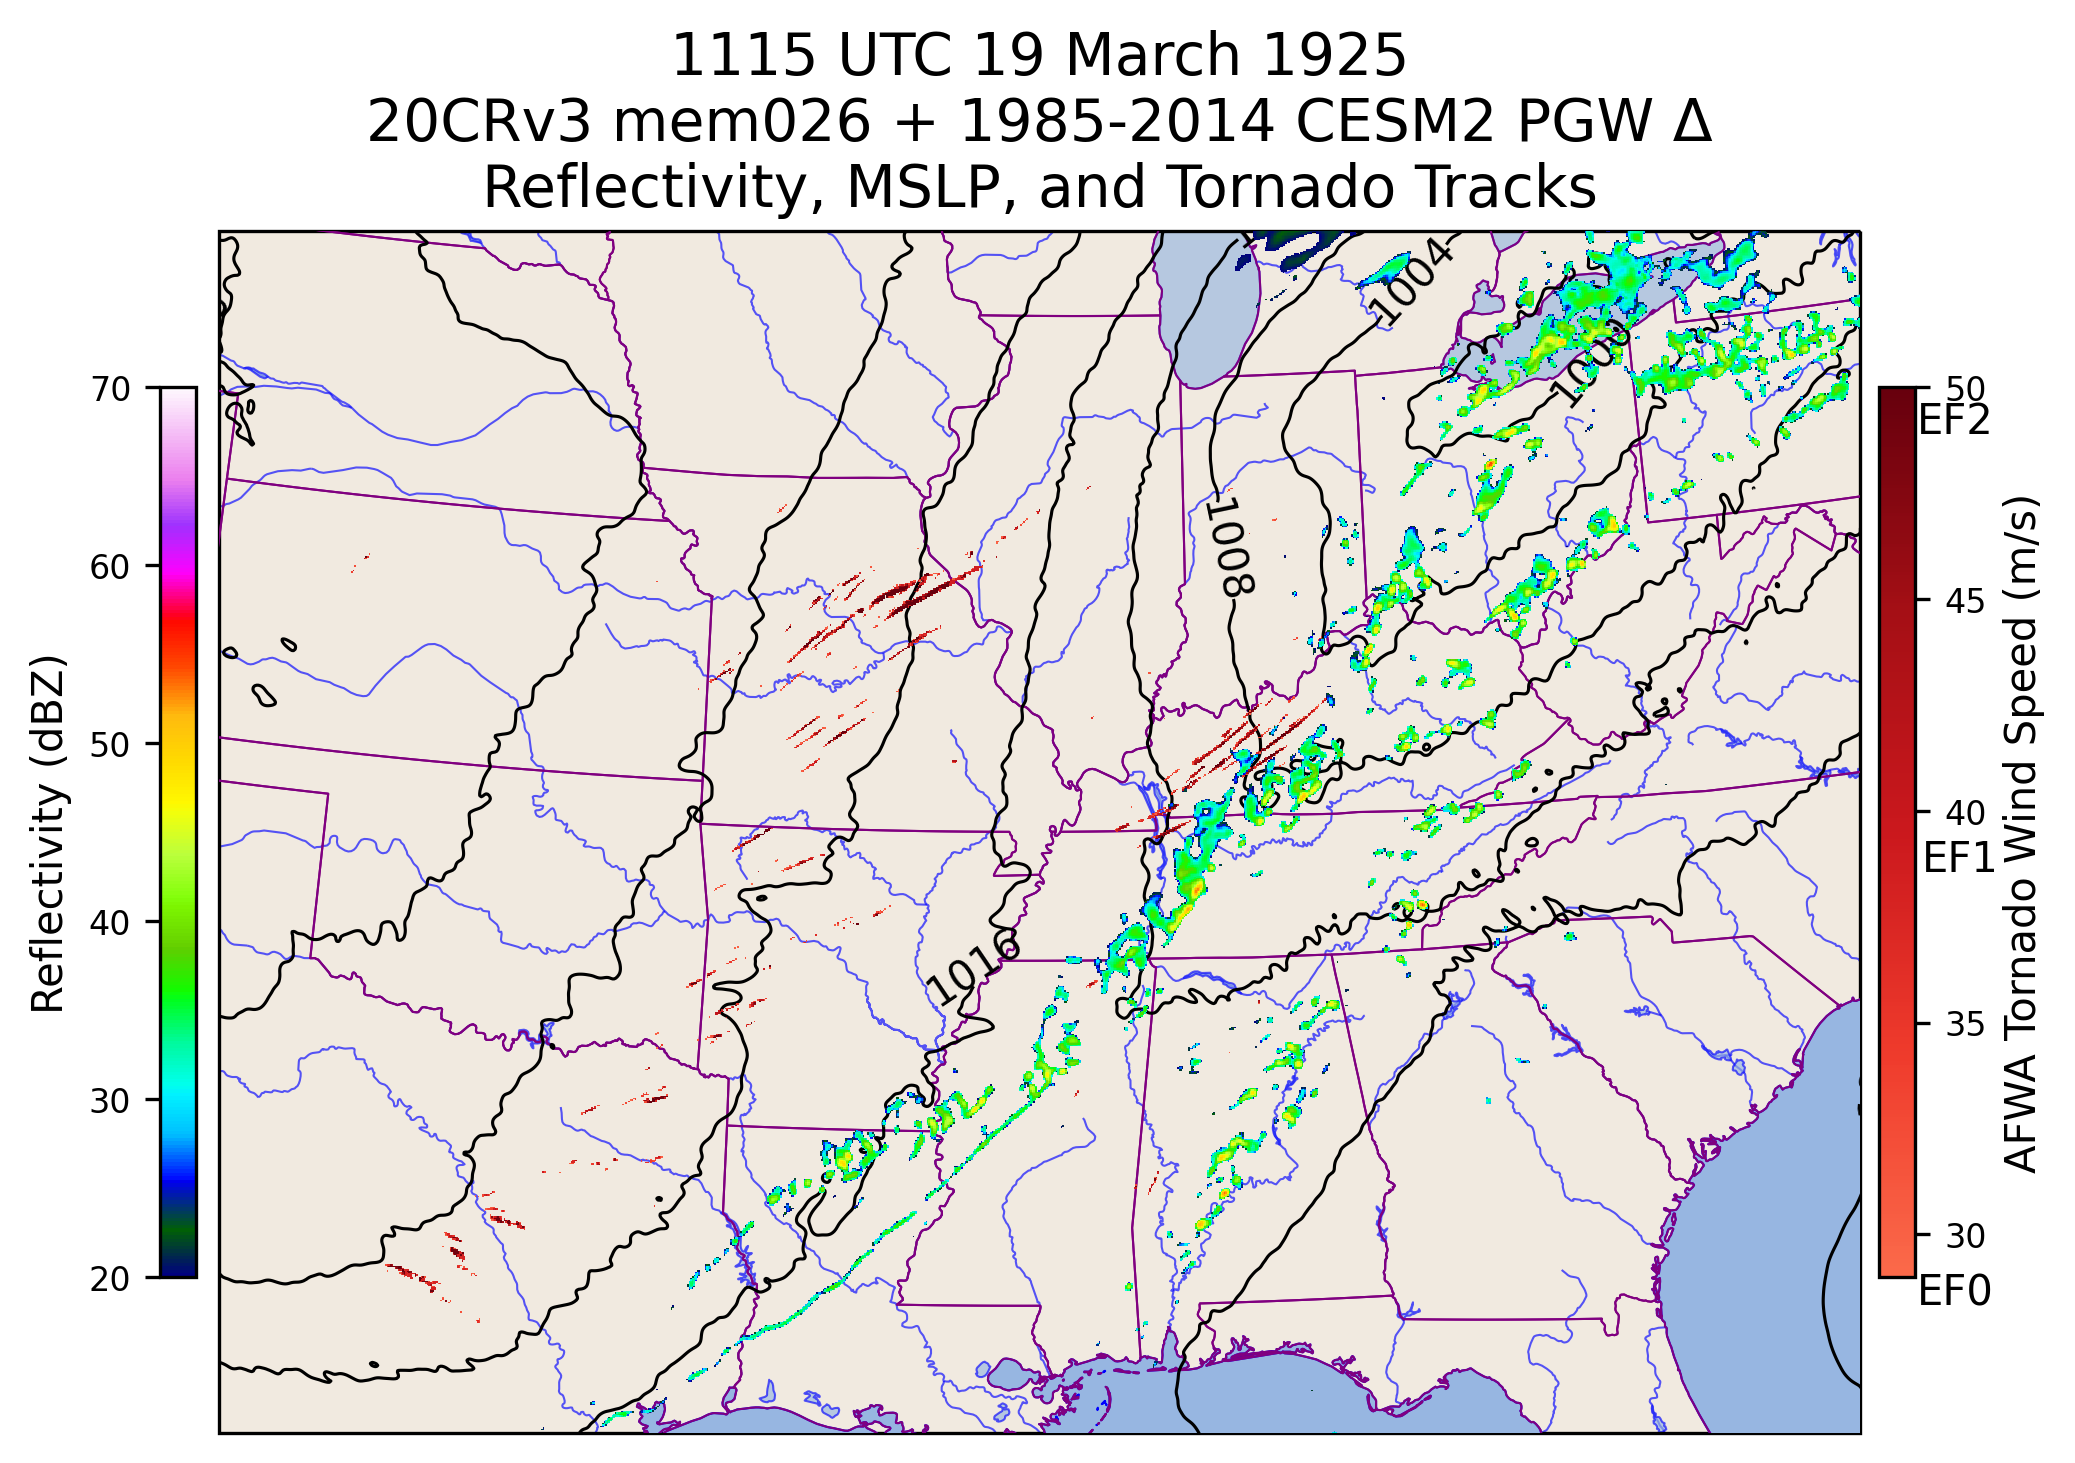 1115 UTC 19 March 1925
20CRv3 mem026 + 1985-2014 CESM2 PGW Δ
Reflectivity, MSLP, and Tornado Tracks
1004
1000
1008
1016
70
60
50
40
30
20
Reflectivity (dBZ)
50
EF2
45
40
EF1
35
30
EF0
AFWA Tornado Wind Speed (m/s)